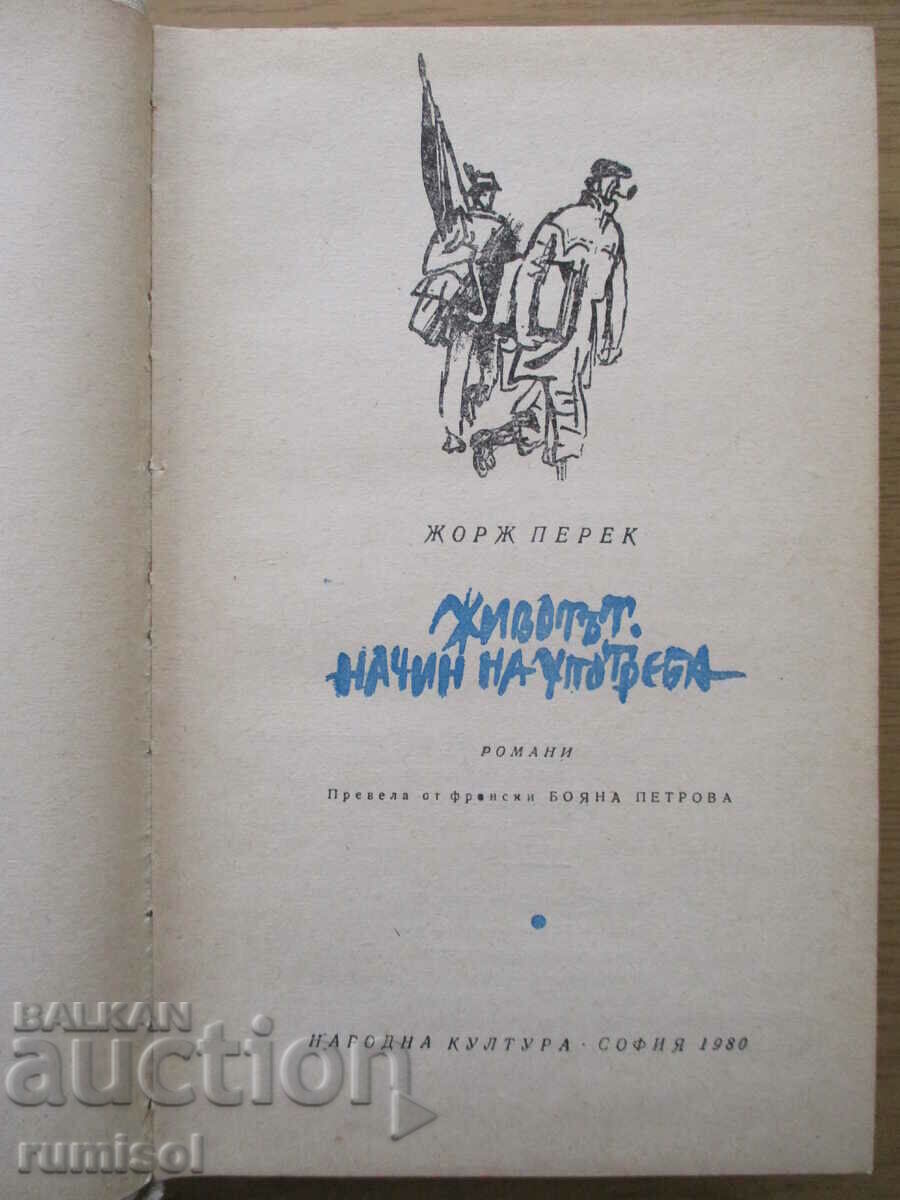 ЖОРЖ ПЕРЕК
ЖИВОТЪТ.
НАЧИН НА УПОТРЕБА
РОМАНИ
Превела от френски БОЯНА ПЕТРОВА
НАРОДНА КУЛТУРА · СОФИЯ 1980
BALKAN
auction
rumisol